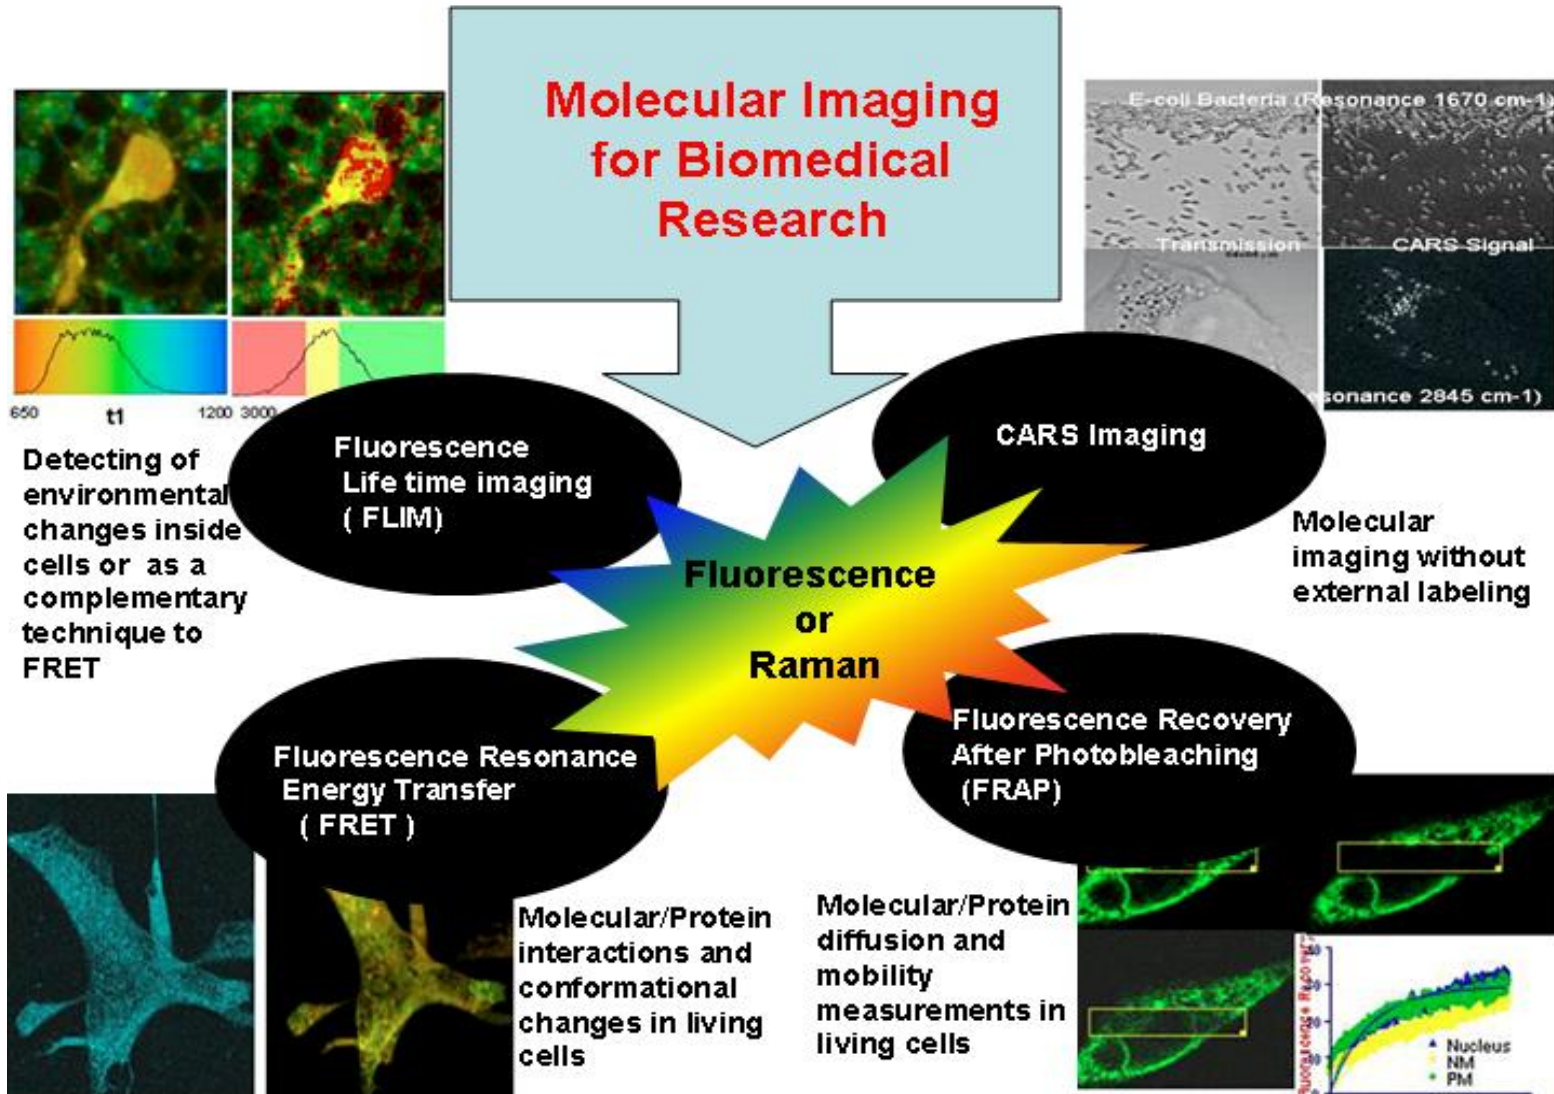 Molecular Imaging
for Biomedical
Research
E-coli Bacteria (Resonance 1670 cm-1)
Transmission
CARS Signal
sonance 2845 cm-1)
650
t1
1200
3000
Detecting of
environmental
changes inside
cells or as a
complementary
technique to
FRET
Fluorescence
Life time imaging
( FLIM)
CARS Imaging
Molecular
imaging without
external labeling
Fluorescence
or
Raman
Fluorescence Resonance
Energy Transfer
( FRET )
Fluorescence Recovery
After Photobleaching
(FRAP)
Molecular/Protein
interactions and
conformational
changes in living
cells
Molecular/Protein
diffusion and
mobility
measurements in
living cells
Nucleus
NM
PM